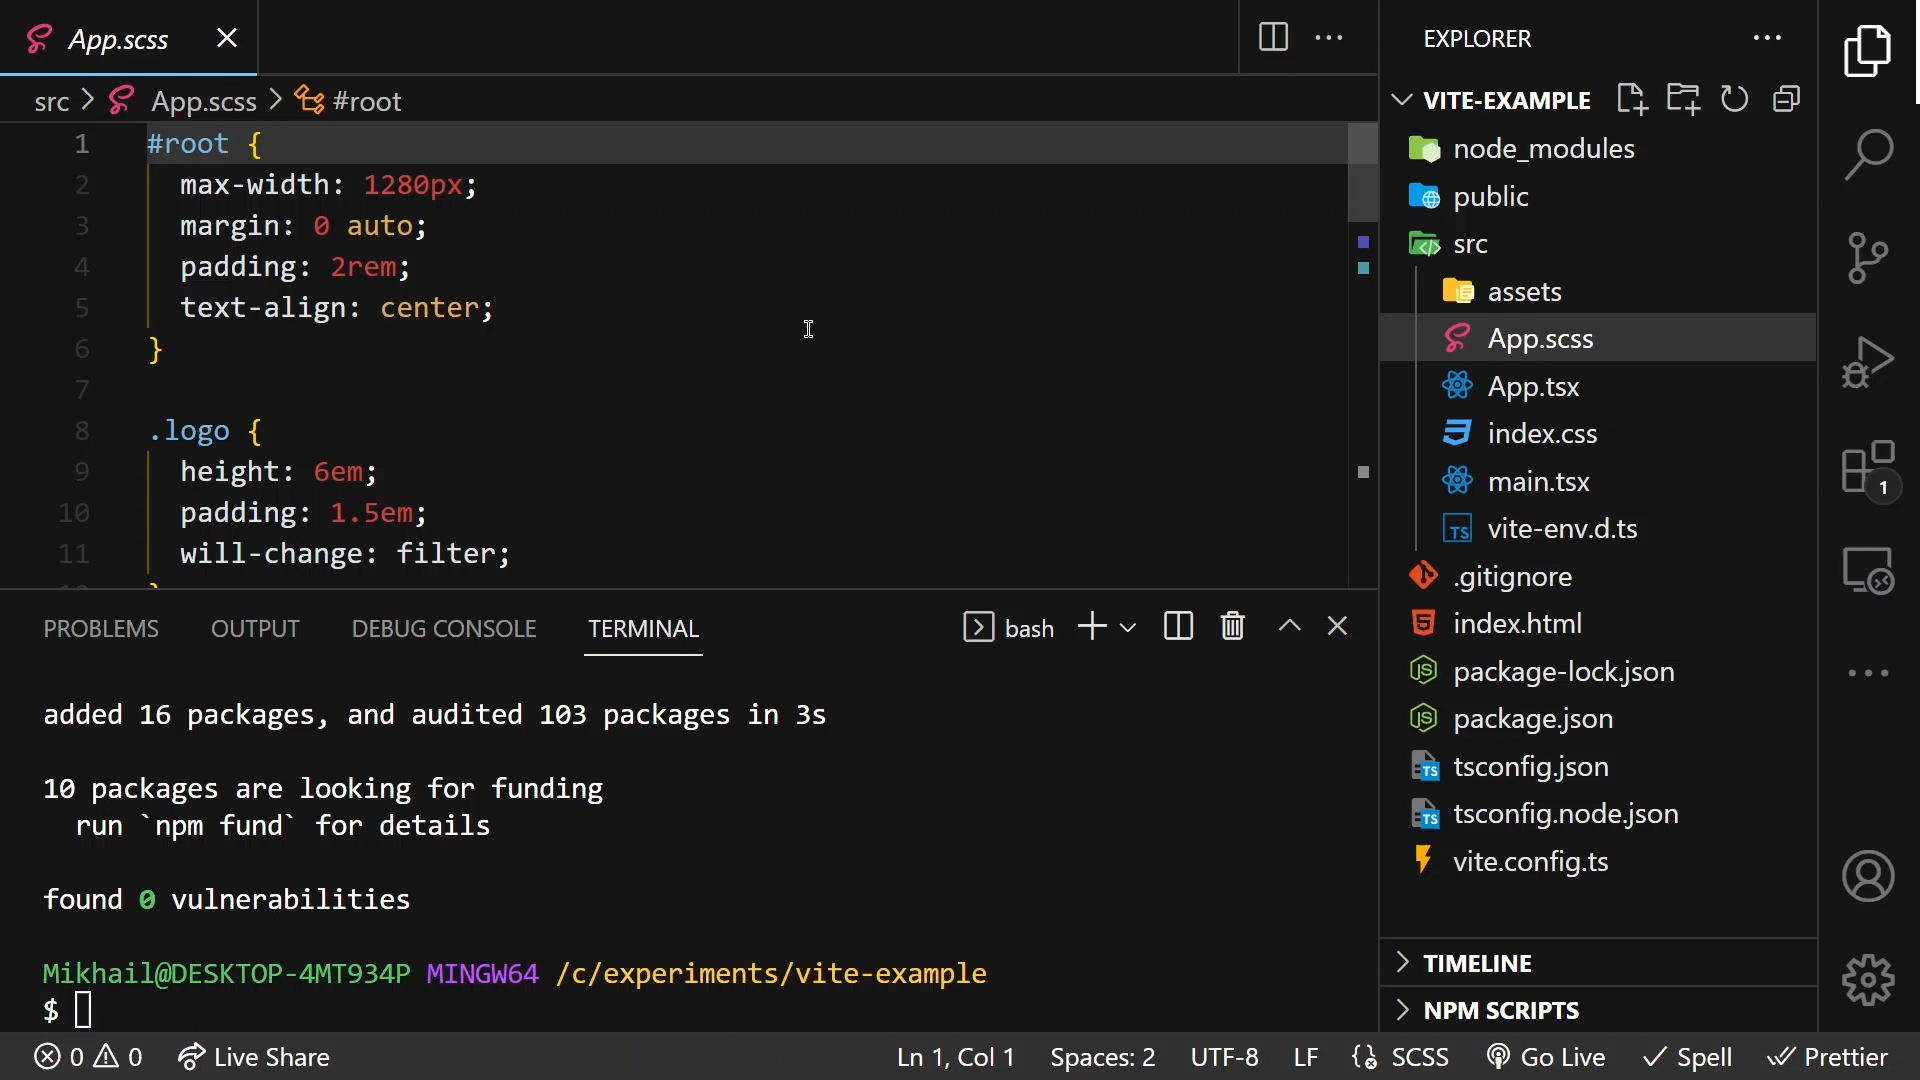 App.scss
src > App.scss > #root
1 #root {
2 max-width: 1280px;
3 margin: 0 auto;
4 padding: 2rem;
5 text-align: center;
6 }
7
8 .logo {
9 height: 6em;
10 padding: 1.5em;
11 will-change: filter;
PROBLEMS OUTPUT DEBUG CONSOLE TERMINAL bash
added 16 packages, and audited 103 packages in 3s
10 packages are looking for funding
run `npm fund` for details
found 0 vulnerabilities
Mikhail@DESKTOP-4MT934P MINGW64 /c/experiments/vite-example
$
EXPLORER
VITE-EXAMPLE
node_modules
public
src
assets
App.scss
App.tsx
index.css
main.tsx
TS vite-env.d.ts
.gitignore
5 index.html
JS package-lock.json
JS package.json
TS tsconfig.json
TS tsconfig.node.json
vite.config.ts
TIMELINE
NPM SCRIPTS
1
0 0 Live Share Ln 1, Col 1 Spaces: 2 UTF-8 LF SCSS Go Live Spell Prettier